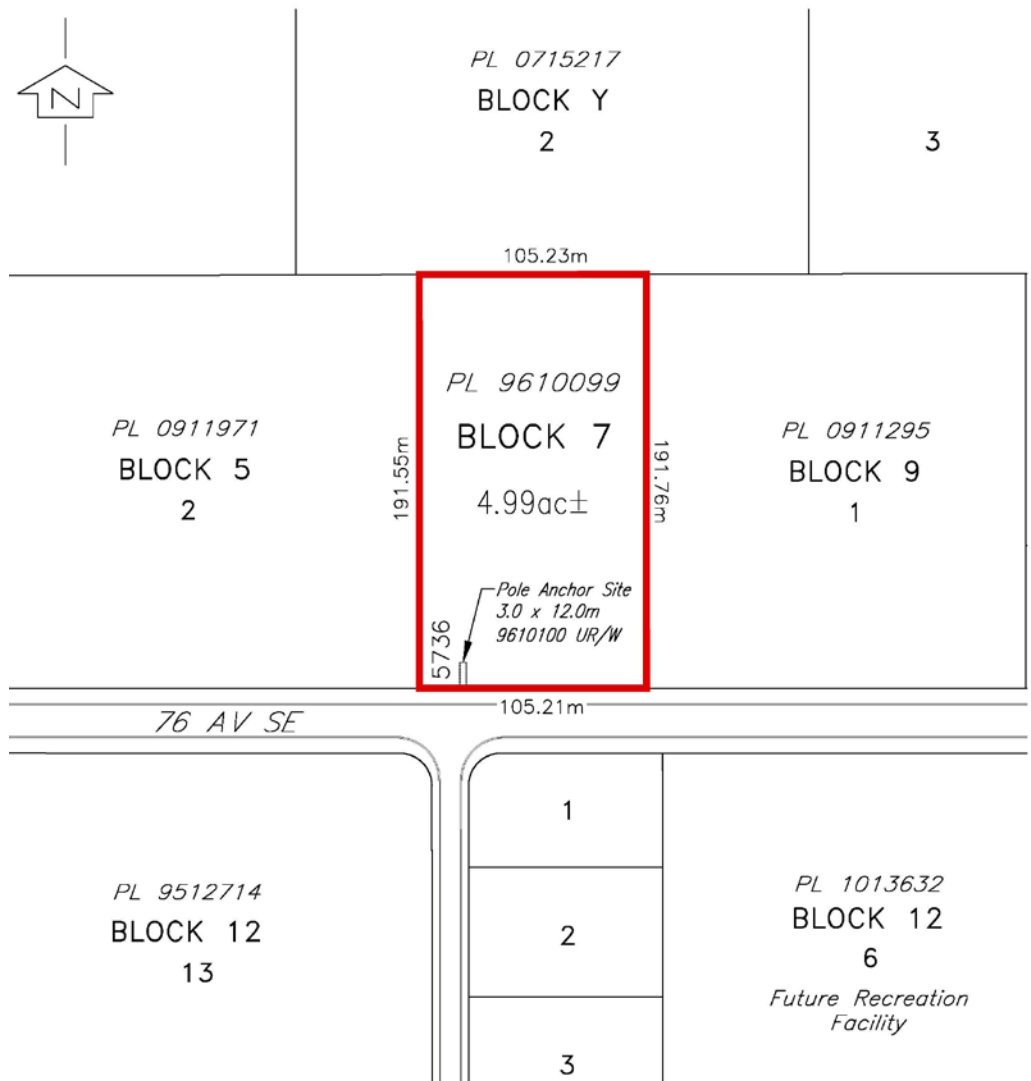 N
PL 0715217
BLOCK Y
2
3
105.23m
PL 9610099
BLOCK 7
4.99ac±
191.55m
191.76m
PL 0911971
BLOCK 5
2
PL 0911295
BLOCK 9
1
Pole Anchor Site
3.0 x 12.0m
9610100 UR/W
5736
105.21m
76 AV SE
1
2
3
PL 9512714
BLOCK 12
13
PL 1013632
BLOCK 12
6
Future Recreation
Facility